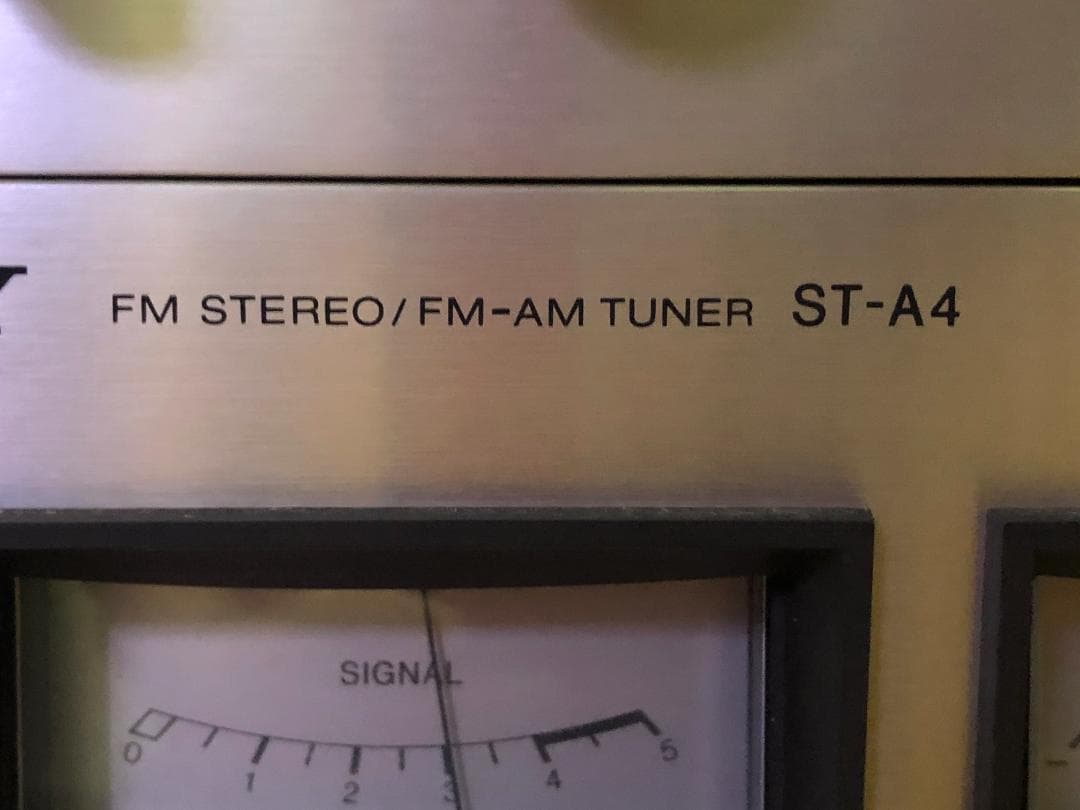 FM STEREO/FM-AM TUNER ST-A4
SIGNAL
0 1 2 3 4 5